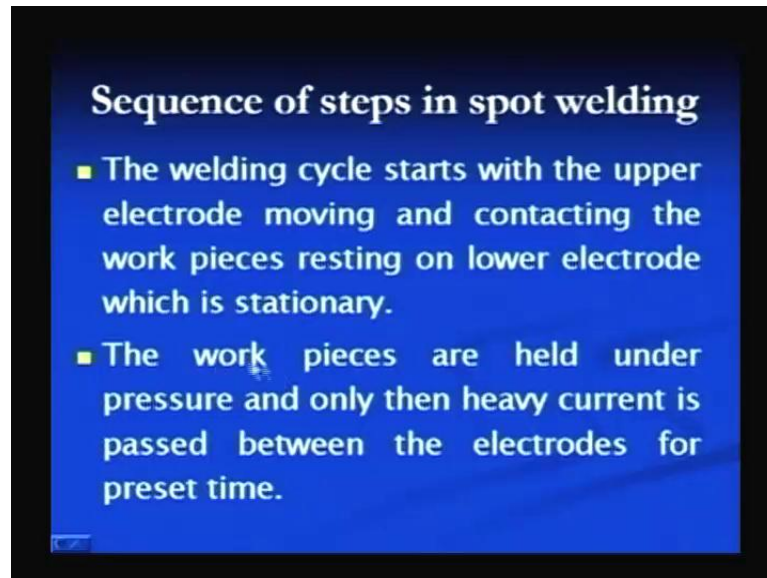 Sequence of steps in spot welding
The welding cycle starts with the upper
electrode moving and contacting the
work pieces resting on lower electrode
which is stationary.
The work pieces are held under
pressure and only then heavy current is
passed between the electrodes for
preset time.